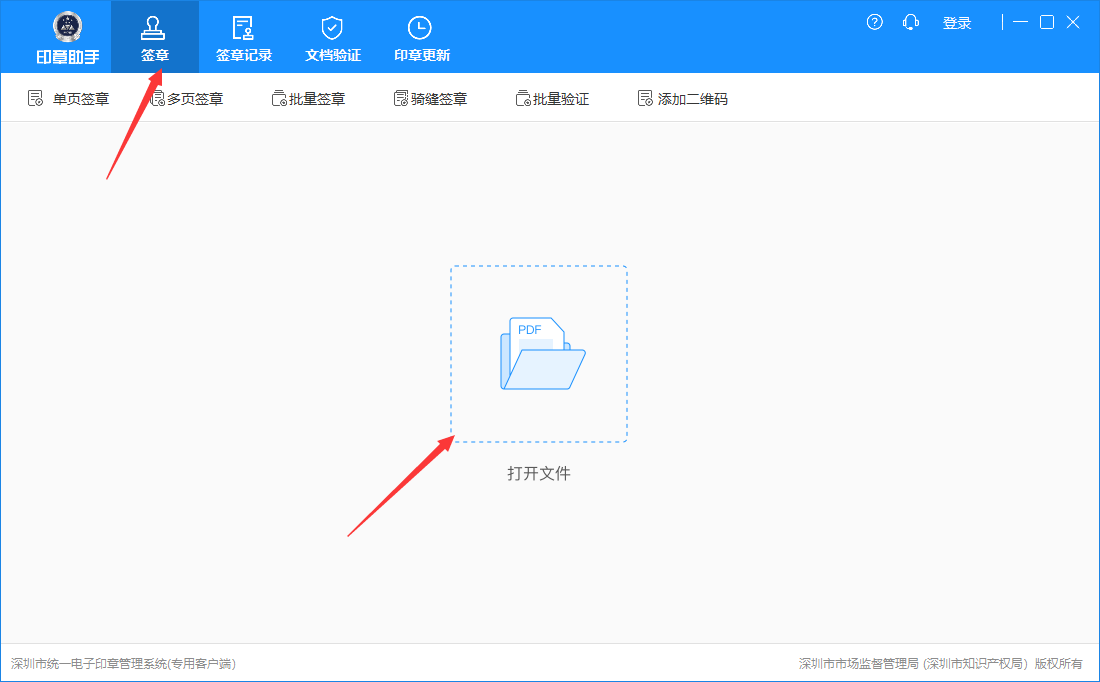 印章助手
签章
签章记录
文档验证
印章更新
登录
单页签章
多页签章
批量签章
骑缝签章
批量验证
添加二维码
PDF
打开文件
深圳市统一电子印章管理系统(专用客户端)
深圳市市场监督管理局 (深圳市知识产权局) 版权所有